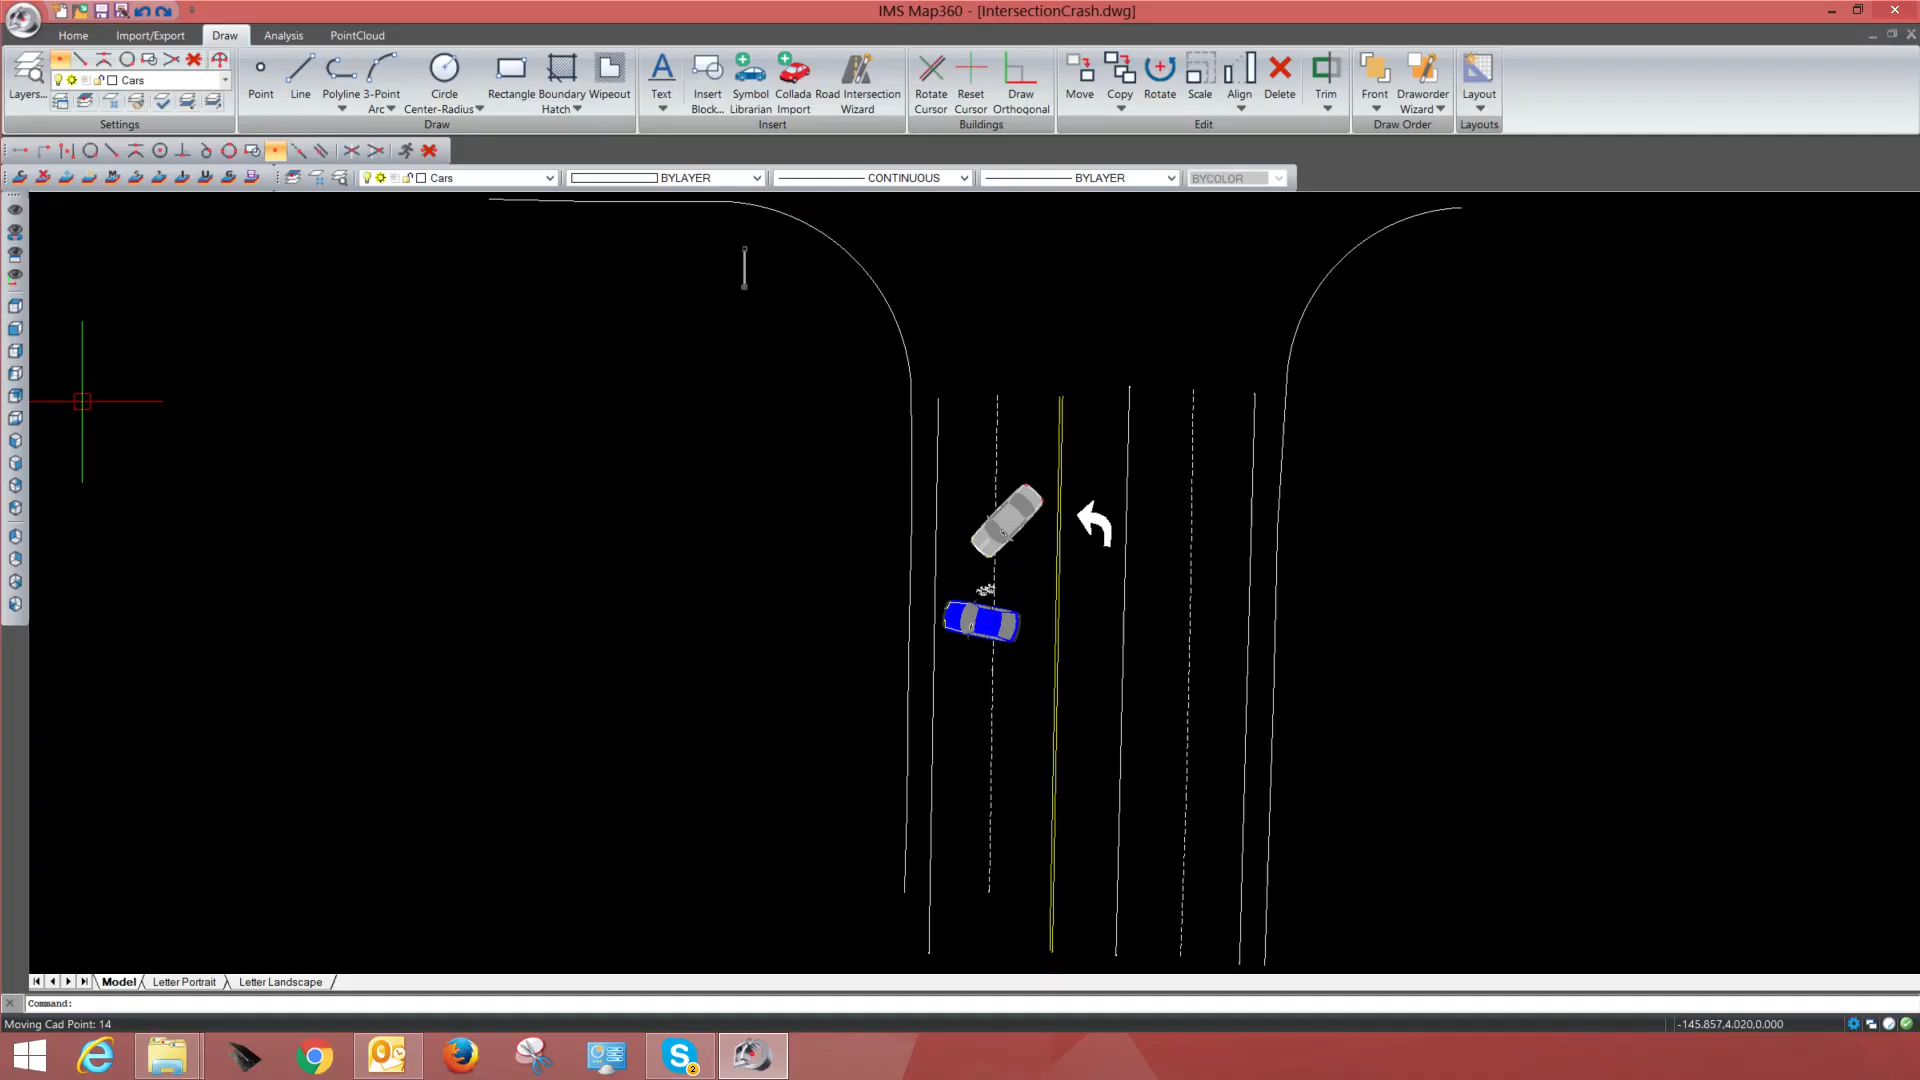 IMS Map360 - [IntersectionCrash.dwg]
Home Import/Export Draw Analysis PointCloud
Cars
Layers...
Point Line Polyline 3-Point Arc Circle Center-Radius Rectangle Boundary Hatch Wipeout
Text Insert Block... Symbol Librarian Collada Import Road Intersection Wizard
Rotate Cursor Reset Cursor Draw Orthogonal
Move Copy Rotate Scale Align Delete Trim
Front Draworder Wizard Layout
Settings Draw Insert Buildings Edit Draw Order Layouts
Cars BYLAYER CONTINUOUS BYLAYER BYCOLOR
Model Letter Portrait Letter Landscape
Command:
Moving Cad Point: 14 -145.857,4.020,0.000
2